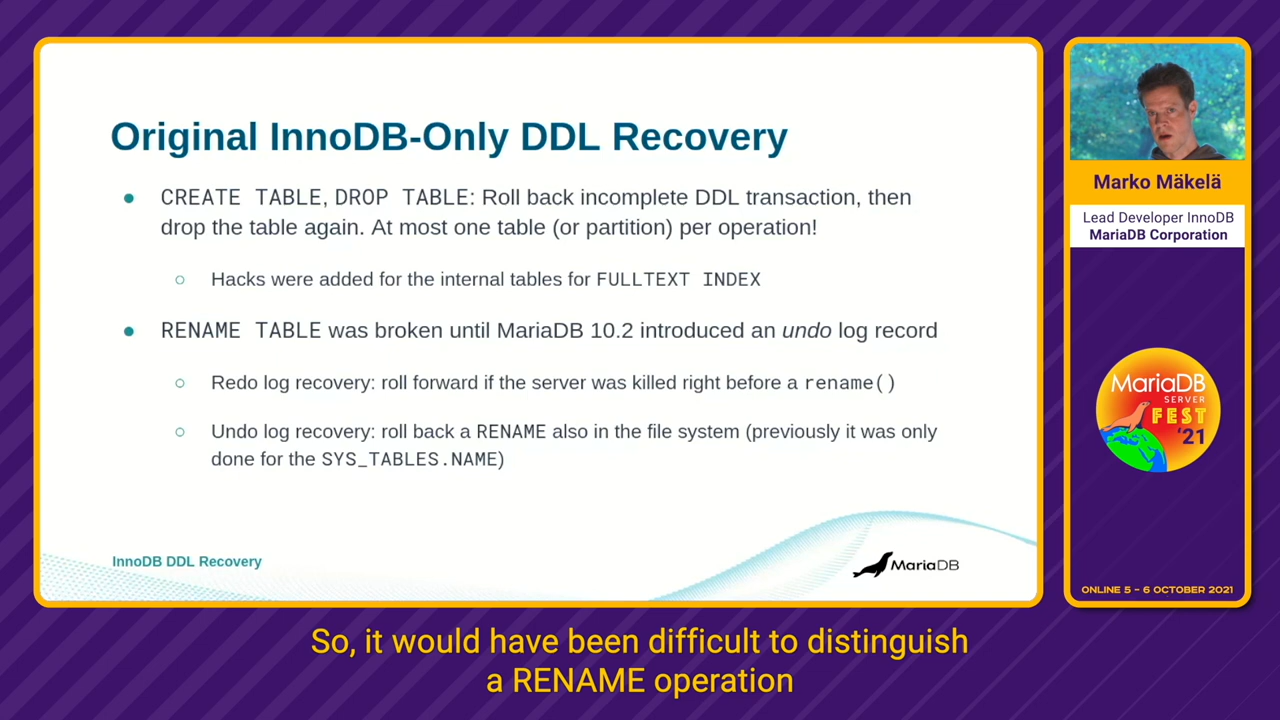 Original InnoDB-Only DDL Recovery
● CREATE TABLE, DROP TABLE: Roll back incomplete DDL transaction, then
drop the table again. At most one table (or partition) per operation!
○ Hacks were added for the internal tables for FULLTEXT INDEX
● RENAME TABLE was broken until MariaDB 10.2 introduced an undo log record
○ Redo log recovery: roll forward if the server was killed right before a rename()
○ Undo log recovery: roll back a RENAME also in the file system (previously it was only
done for the SYS_TABLES.NAME)
InnoDB DDL Recovery
MariaDB
Marko Mäkelä
Lead Developer InnoDB
MariaDB Corporation
MariaDB
SERVER
FEST
'21
ONLINE 5 - 6 OCTOBER 2021
So, it would have been difficult to distinguish
a RENAME operation